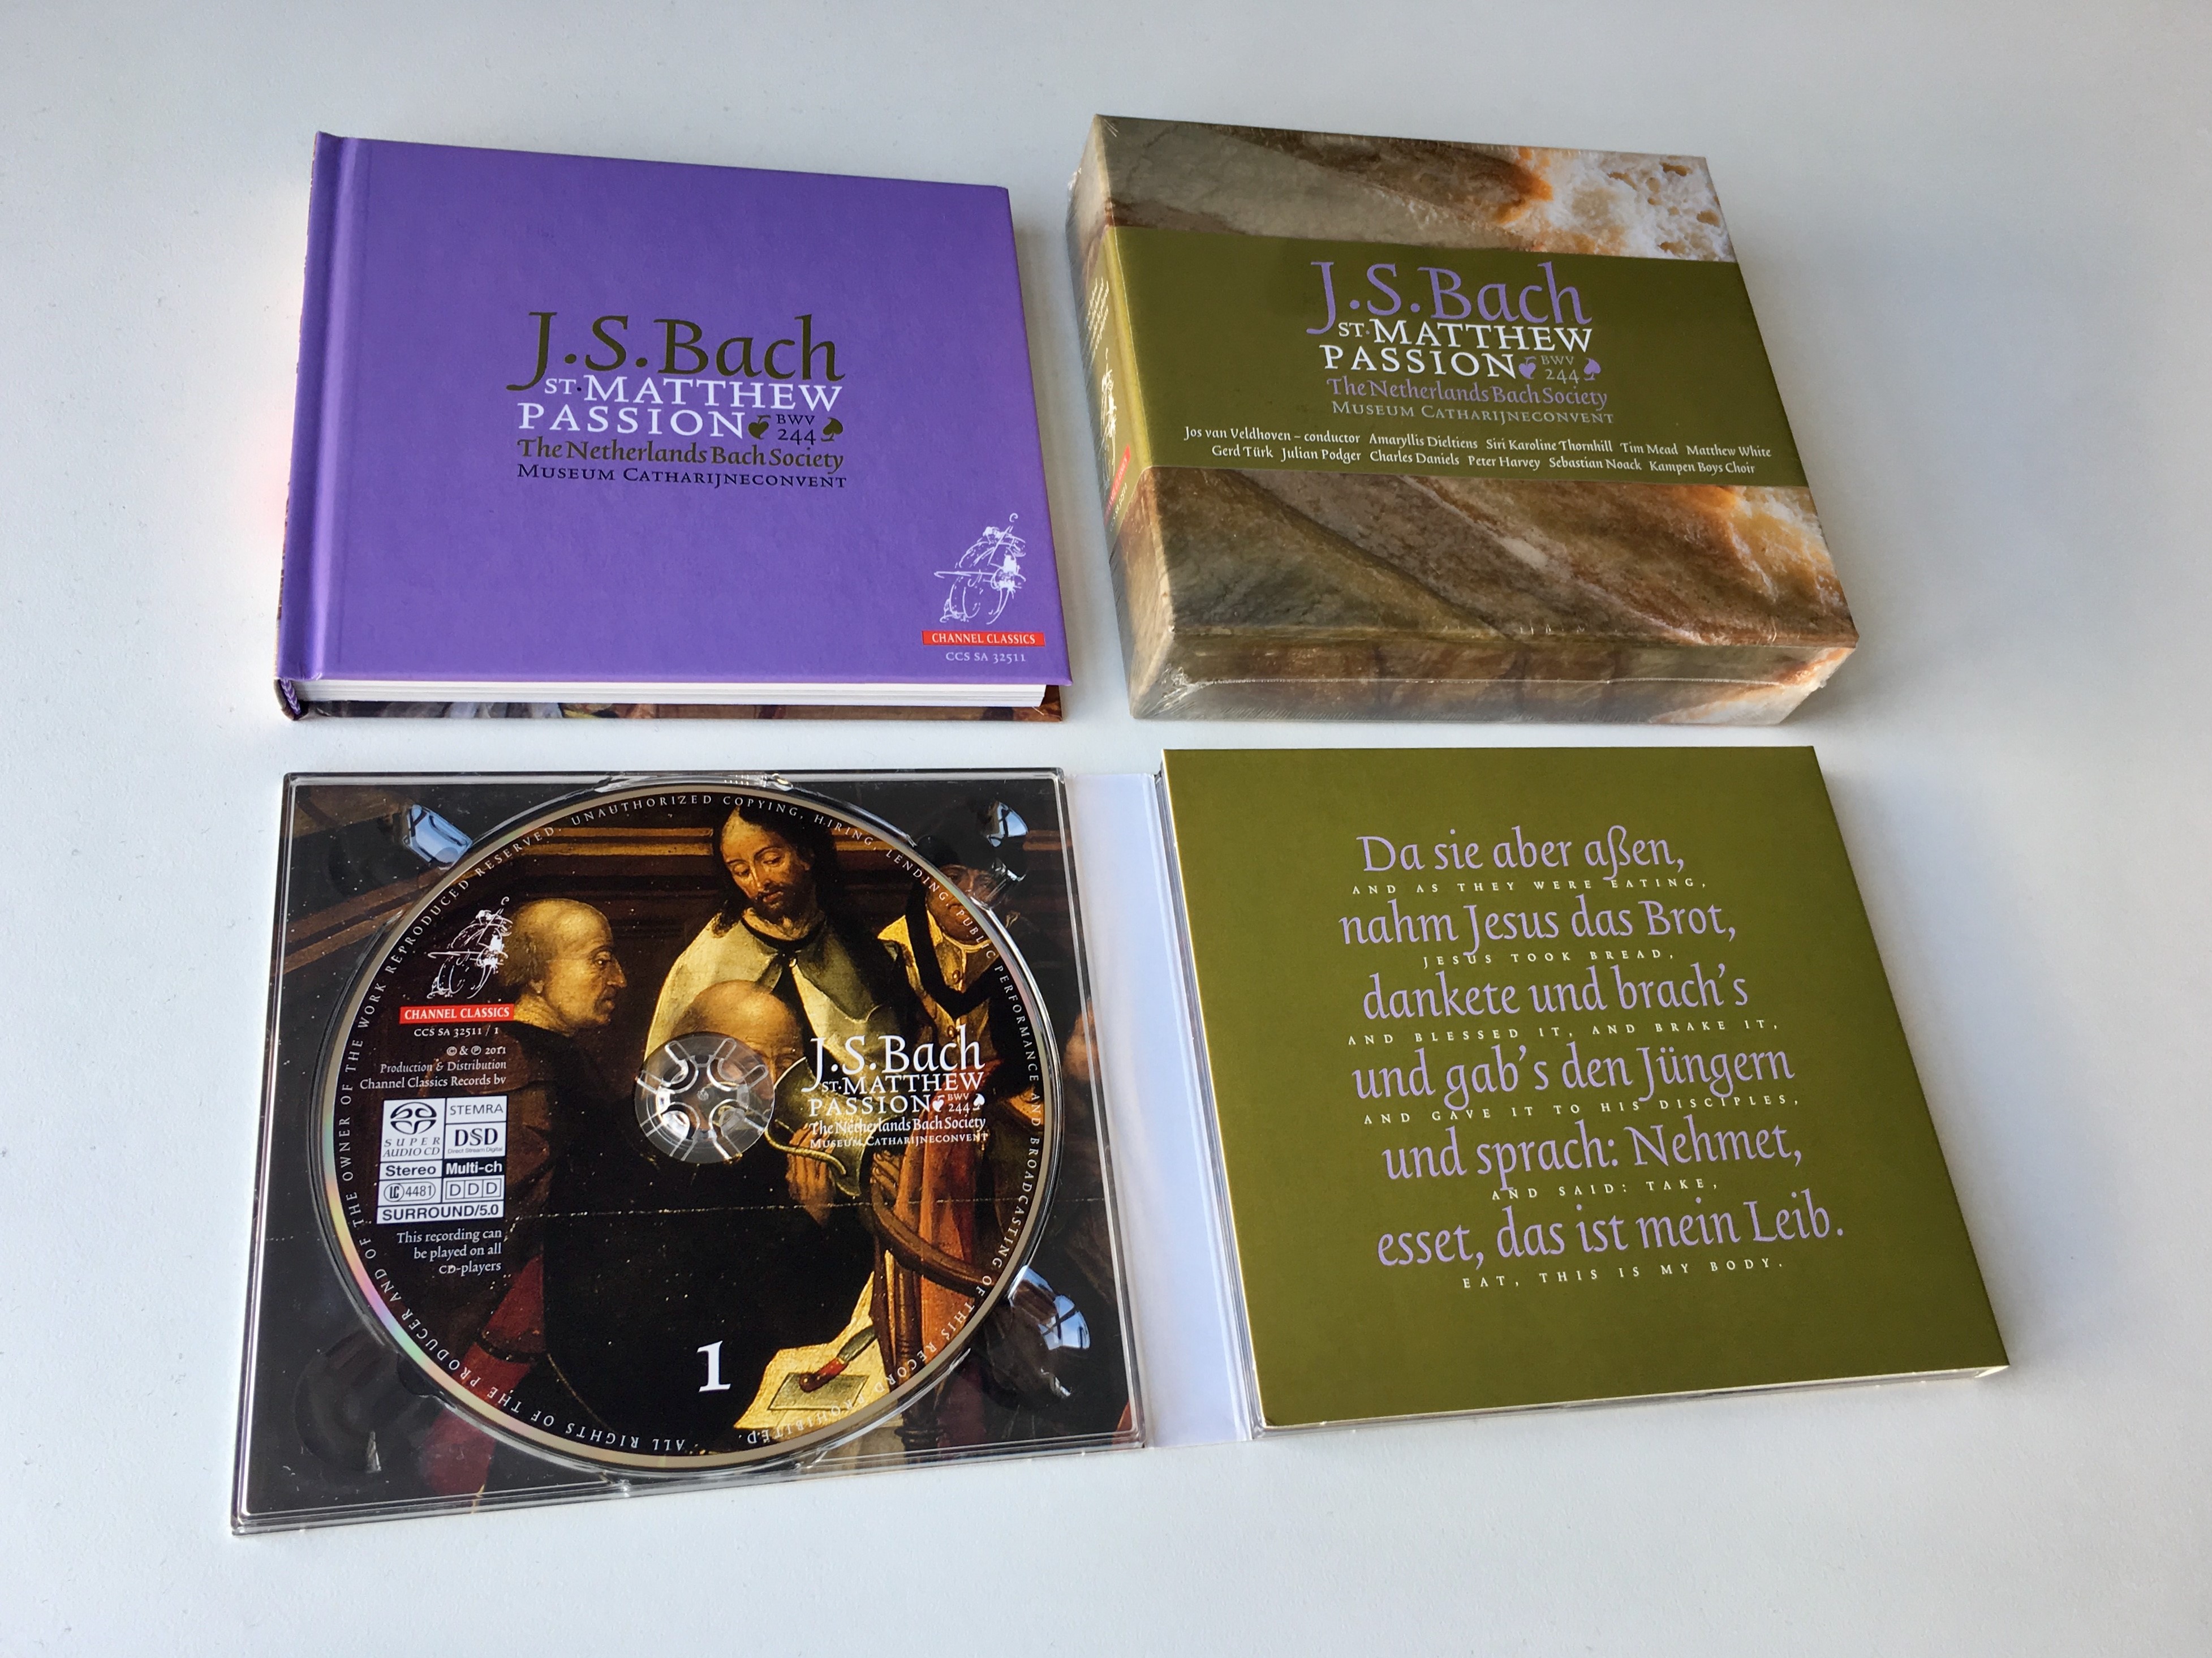 J.S.Bach
ST·MATTHEW
PASSION BWV 244
The Netherlands Bach Society
MUSEUM CATHARIJNECONVENT
CHANNEL CLASSICS
CCS SA 32511
J.S.Bach
ST·MATTHEW
PASSION BWV 244
The Netherlands Bach Society
MUSEUM CATHARIJNECONVENT
Jos van Veldhoven – conductor Amaryllis Dieltiens Siri Karoline Thornhill Tim Mead Matthew White
Gerd Türk Julian Podger Charles Daniels Peter Harvey Sebastian Noack Kampen Boys Choir
ALL RIGHTS OF THE PRODUCER AND OF THE OWNER OF THE WORK REPRODUCED RESERVED. UNAUTHORIZED COPYING, HIRING, LENDING, PUBLIC PERFORMANCE AND BROADCASTING OF THIS RECORD PROHIBITED.
CHANNEL CLASSICS
CCS SA 32511 / 1
© & ℗ 2011
Production & Distribution
Channel Classics Records bv
SUPER AUDIO CD
STEMRA
DSD
Direct Stream Digital
Stereo Multi-ch
LC 4481 DDD
SURROUND/5.0
This recording can
be played on all
CD-players
J.S.Bach
ST·MATTHEW
PASSION BWV 244
The Netherlands Bach Society
MUSEUM CATHARIJNECONVENT
1
Da sie aber aßen,
AND AS THEY WERE EATING,
nahm Jesus das Brot,
JESUS TOOK BREAD,
dankete und brach's
AND BLESSED IT, AND BRAKE IT,
und gab's den Jüngern
AND GAVE IT TO HIS DISCIPLES,
und sprach: Nehmet,
AND SAID: TAKE,
esset, das ist mein Leib.
EAT, THIS IS MY BODY.